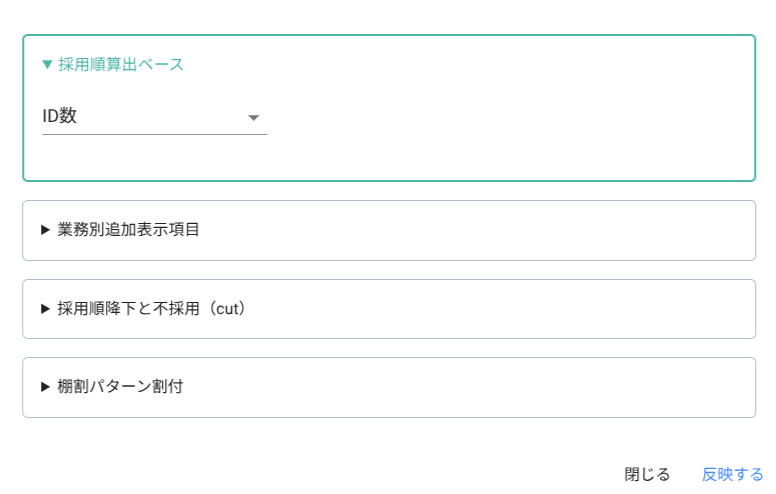 ▼ 採用順算出ベース
ID数
▶ 業務別追加表示項目
▶ 採用順降下と不採用（cut）
▶ 棚割パターン割付
閉じる 反映する